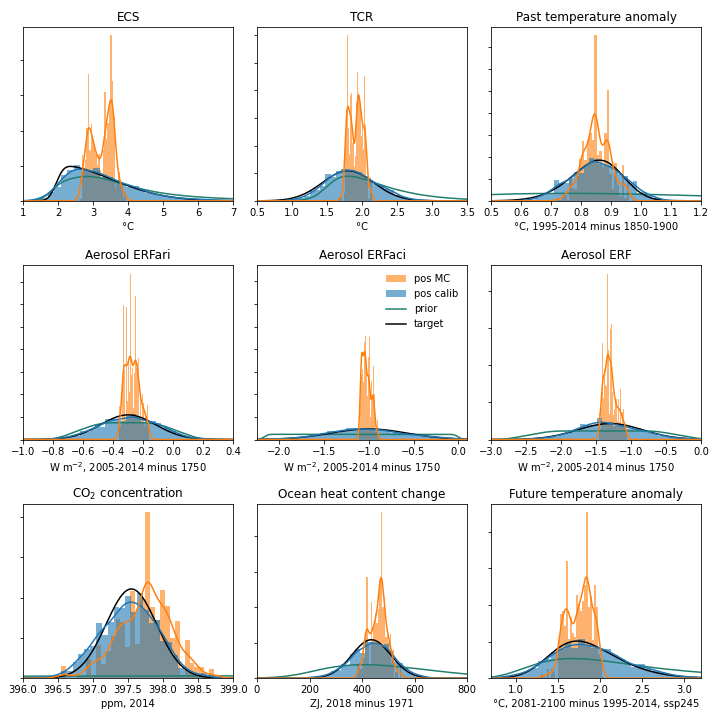 ECS
TCR
Past temperature anomaly
1 2 3 4 5 6 7
0.5 1.0 1.5 2.0 2.5 3.0 3.5
0.5 0.6 0.7 0.8 0.9 1.0 1.1 1.2
°C
°C
°C, 1995-2014 minus 1850-1900
Aerosol ERFari
Aerosol ERFaci
Aerosol ERF
pos MC
pos calib
prior
target
−1.0 −0.8 −0.6 −0.4 −0.2 0.0 0.2 0.4
−2.0 −1.5 −1.0 −0.5 0.0
−3.0 −2.5 −2.0 −1.5 −1.0 −0.5 0.0
W m⁻², 2005-2014 minus 1750
W m⁻², 2005-2014 minus 1750
W m⁻², 2005-2014 minus 1750
CO₂ concentration
Ocean heat content change
Future temperature anomaly
396.0 396.5 397.0 397.5 398.0 398.5 399.0
0 200 400 600 800
1.0 1.5 2.0 2.5 3.0
ppm, 2014
ZJ, 2018 minus 1971
°C, 2081-2100 minus 1995-2014, ssp245